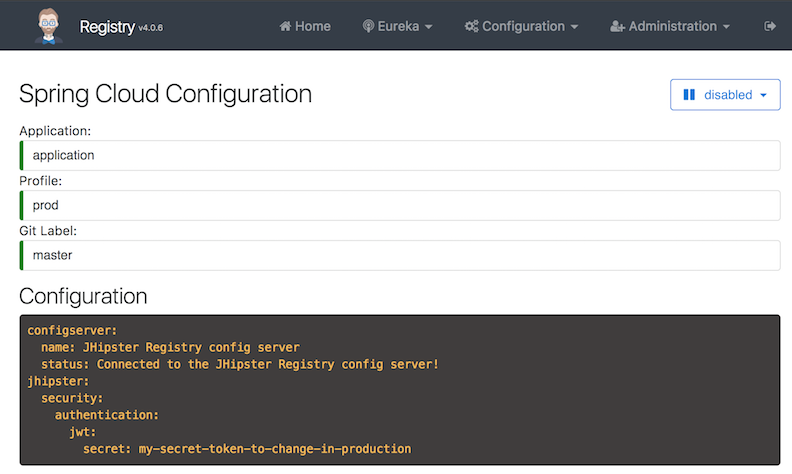 Registry v4.0.6 Home Eureka Configuration Administration
Spring Cloud Configuration
disabled
Application:
application
Profile:
prod
Git Label:
master
Configuration
configserver:
  name: JHipster Registry config server
  status: Connected to the JHipster Registry config server!
jhipster:
  security:
    authentication:
      jwt:
        secret: my-secret-token-to-change-in-production